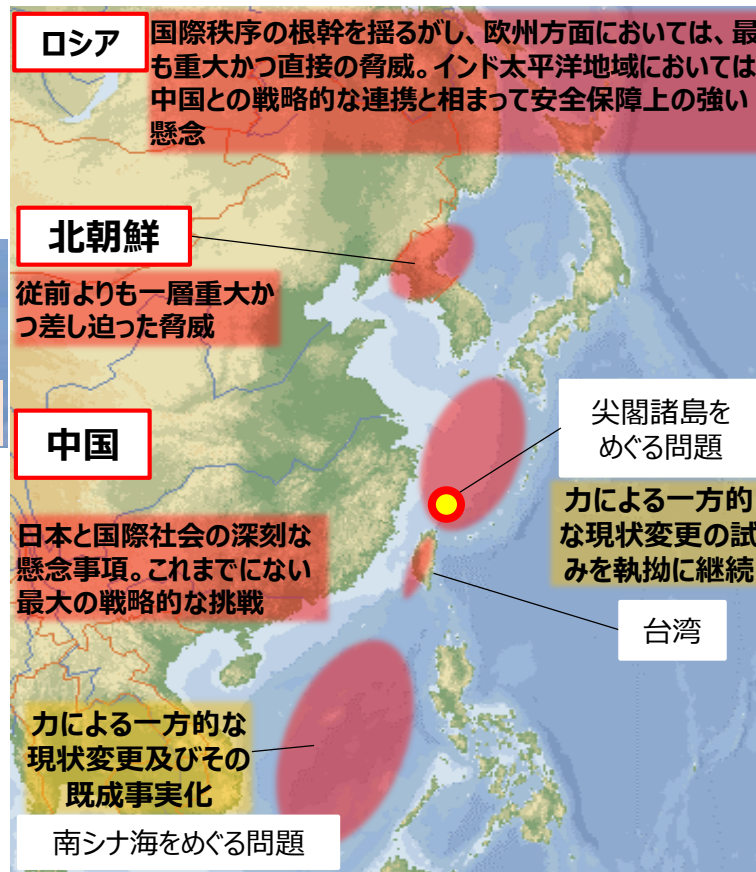 ロシア
国際秩序の根幹を揺るがし、欧州方面においては、最
も重大かつ直接の脅威。インド太平洋地域においては
中国との戦略的な連携と相まって安全保障上の強い
懸念
北朝鮮
従前よりも一層重大か
つ差し迫った脅威
中国
日本と国際社会の深刻な
懸念事項。これまでにない
最大の戦略的な挑戦
尖閣諸島を
めぐる問題
力による一方的
な現状変更の試
みを執拗に継続
台湾
力による一方的な
現状変更及びその
既成事実化
南シナ海をめぐる問題